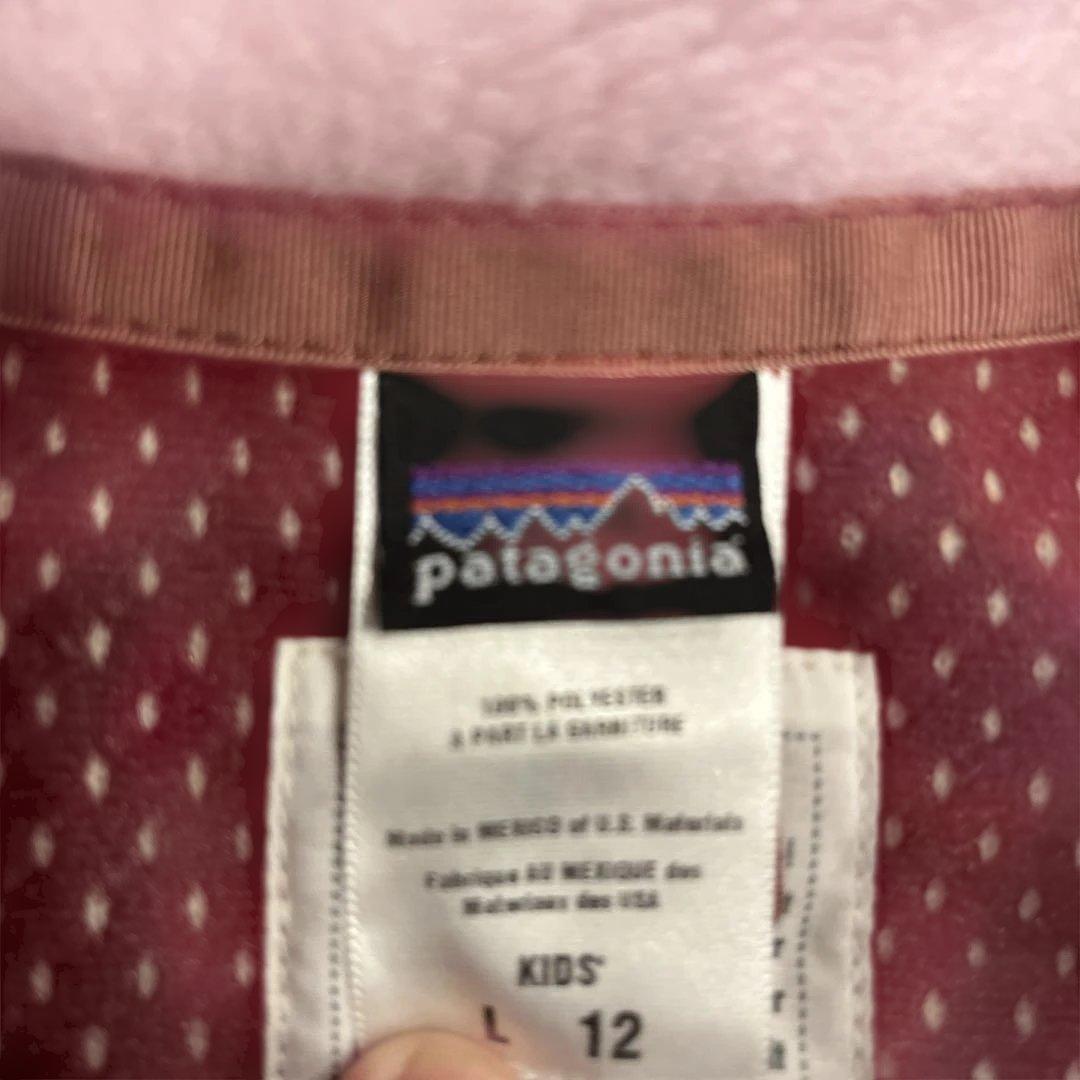 patagonia
100% POLYESTER
À PART LA GARNITURE
Made in MEXICO of U.S. Materials
Fabriqué AU MEXIQUE des
Matières des USA
KIDS'
L 12